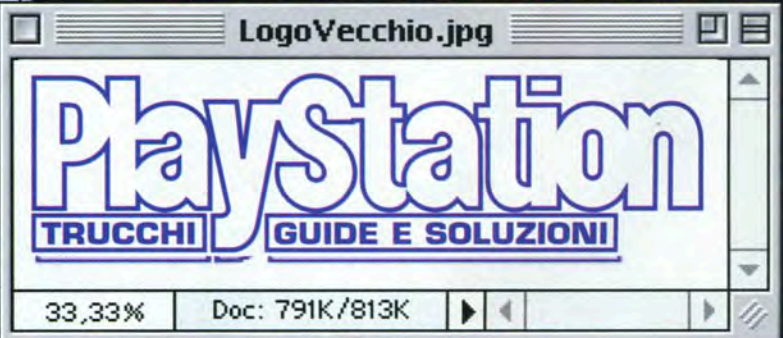 LogoVecchio.jpg
PlayStation
TRUCCHI GUIDE E SOLUZIONI
33,33% Doc: 791K/813K